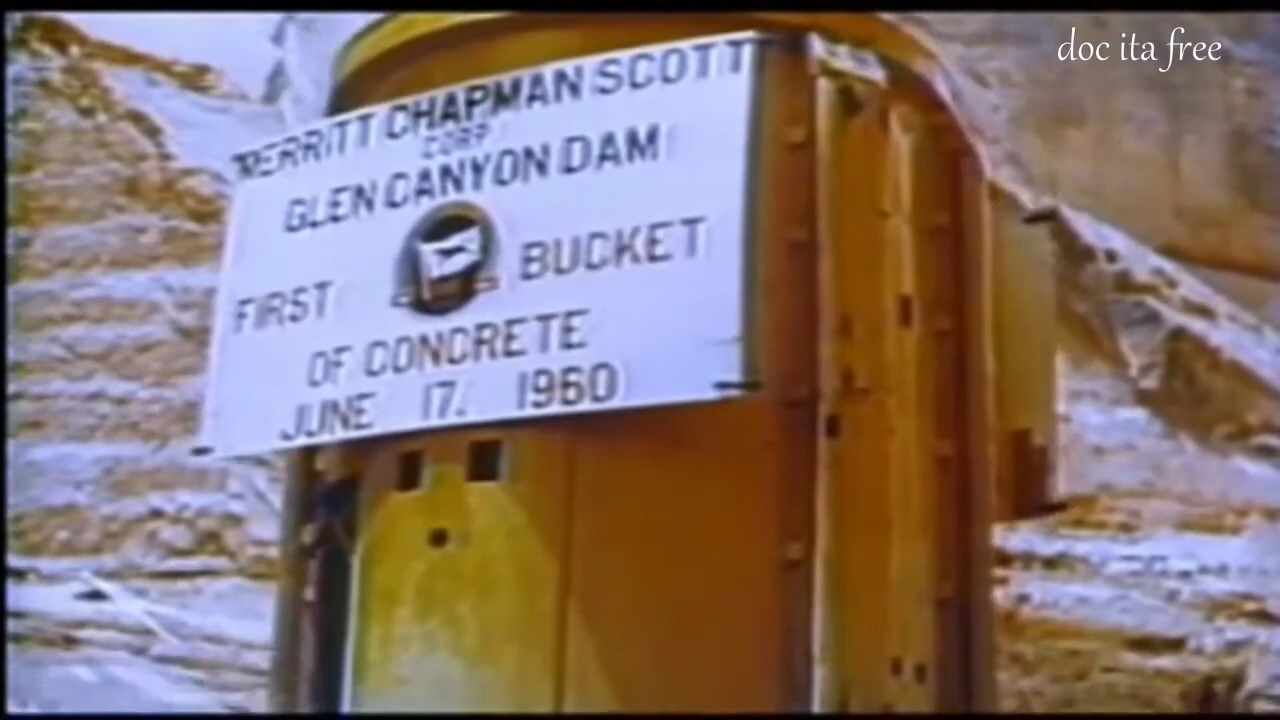 doc ita free
MERRITT CHAPMAN SCOTT
CORP
GLEN CANYON DAM
FIRST BUCKET
OF CONCRETE
JUNE 17. 1960